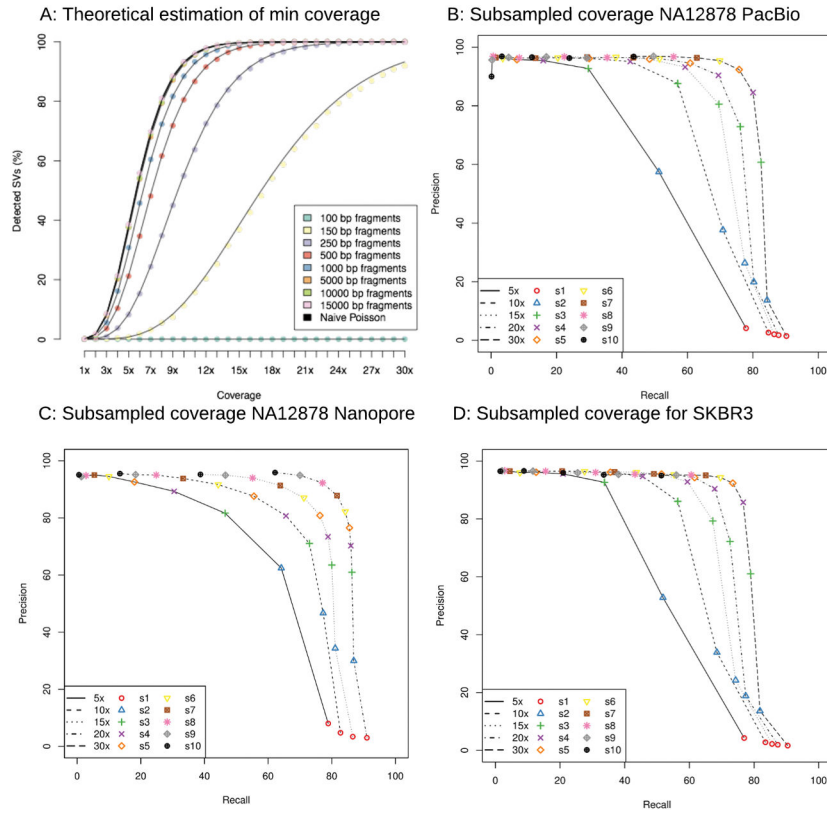 A: Theoretical estimation of min coverage
Detected SVs (%)
100
80
60
40
20
0
100 bp fragments
150 bp fragments
250 bp fragments
500 bp fragments
1000 bp fragments
5000 bp fragments
10000 bp fragments
15000 bp fragments
Naive Poisson
1x 3x 5x 7x 9x 12x 15x 18x 21x 24x 27x 30x
Coverage
B: Subsampled coverage NA12878 PacBio
Precision
100
80
60
40
20
0
5x s1 s6
10x s2 s7
15x s3 s8
20x s4 s9
30x s5 s10
0 20 40 60 80 100
Recall
C: Subsampled coverage NA12878 Nanopore
Precision
100
80
60
40
20
0
5x s1 s6
10x s2 s7
15x s3 s8
20x s4 s9
30x s5 s10
0 20 40 60 80 100
Recall
D: Subsampled coverage for SKBR3
Precision
100
80
60
40
20
0
5x s1 s6
10x s2 s7
15x s3 s8
20x s4 s9
30x s5 s10
0 20 40 60 80 100
Recall